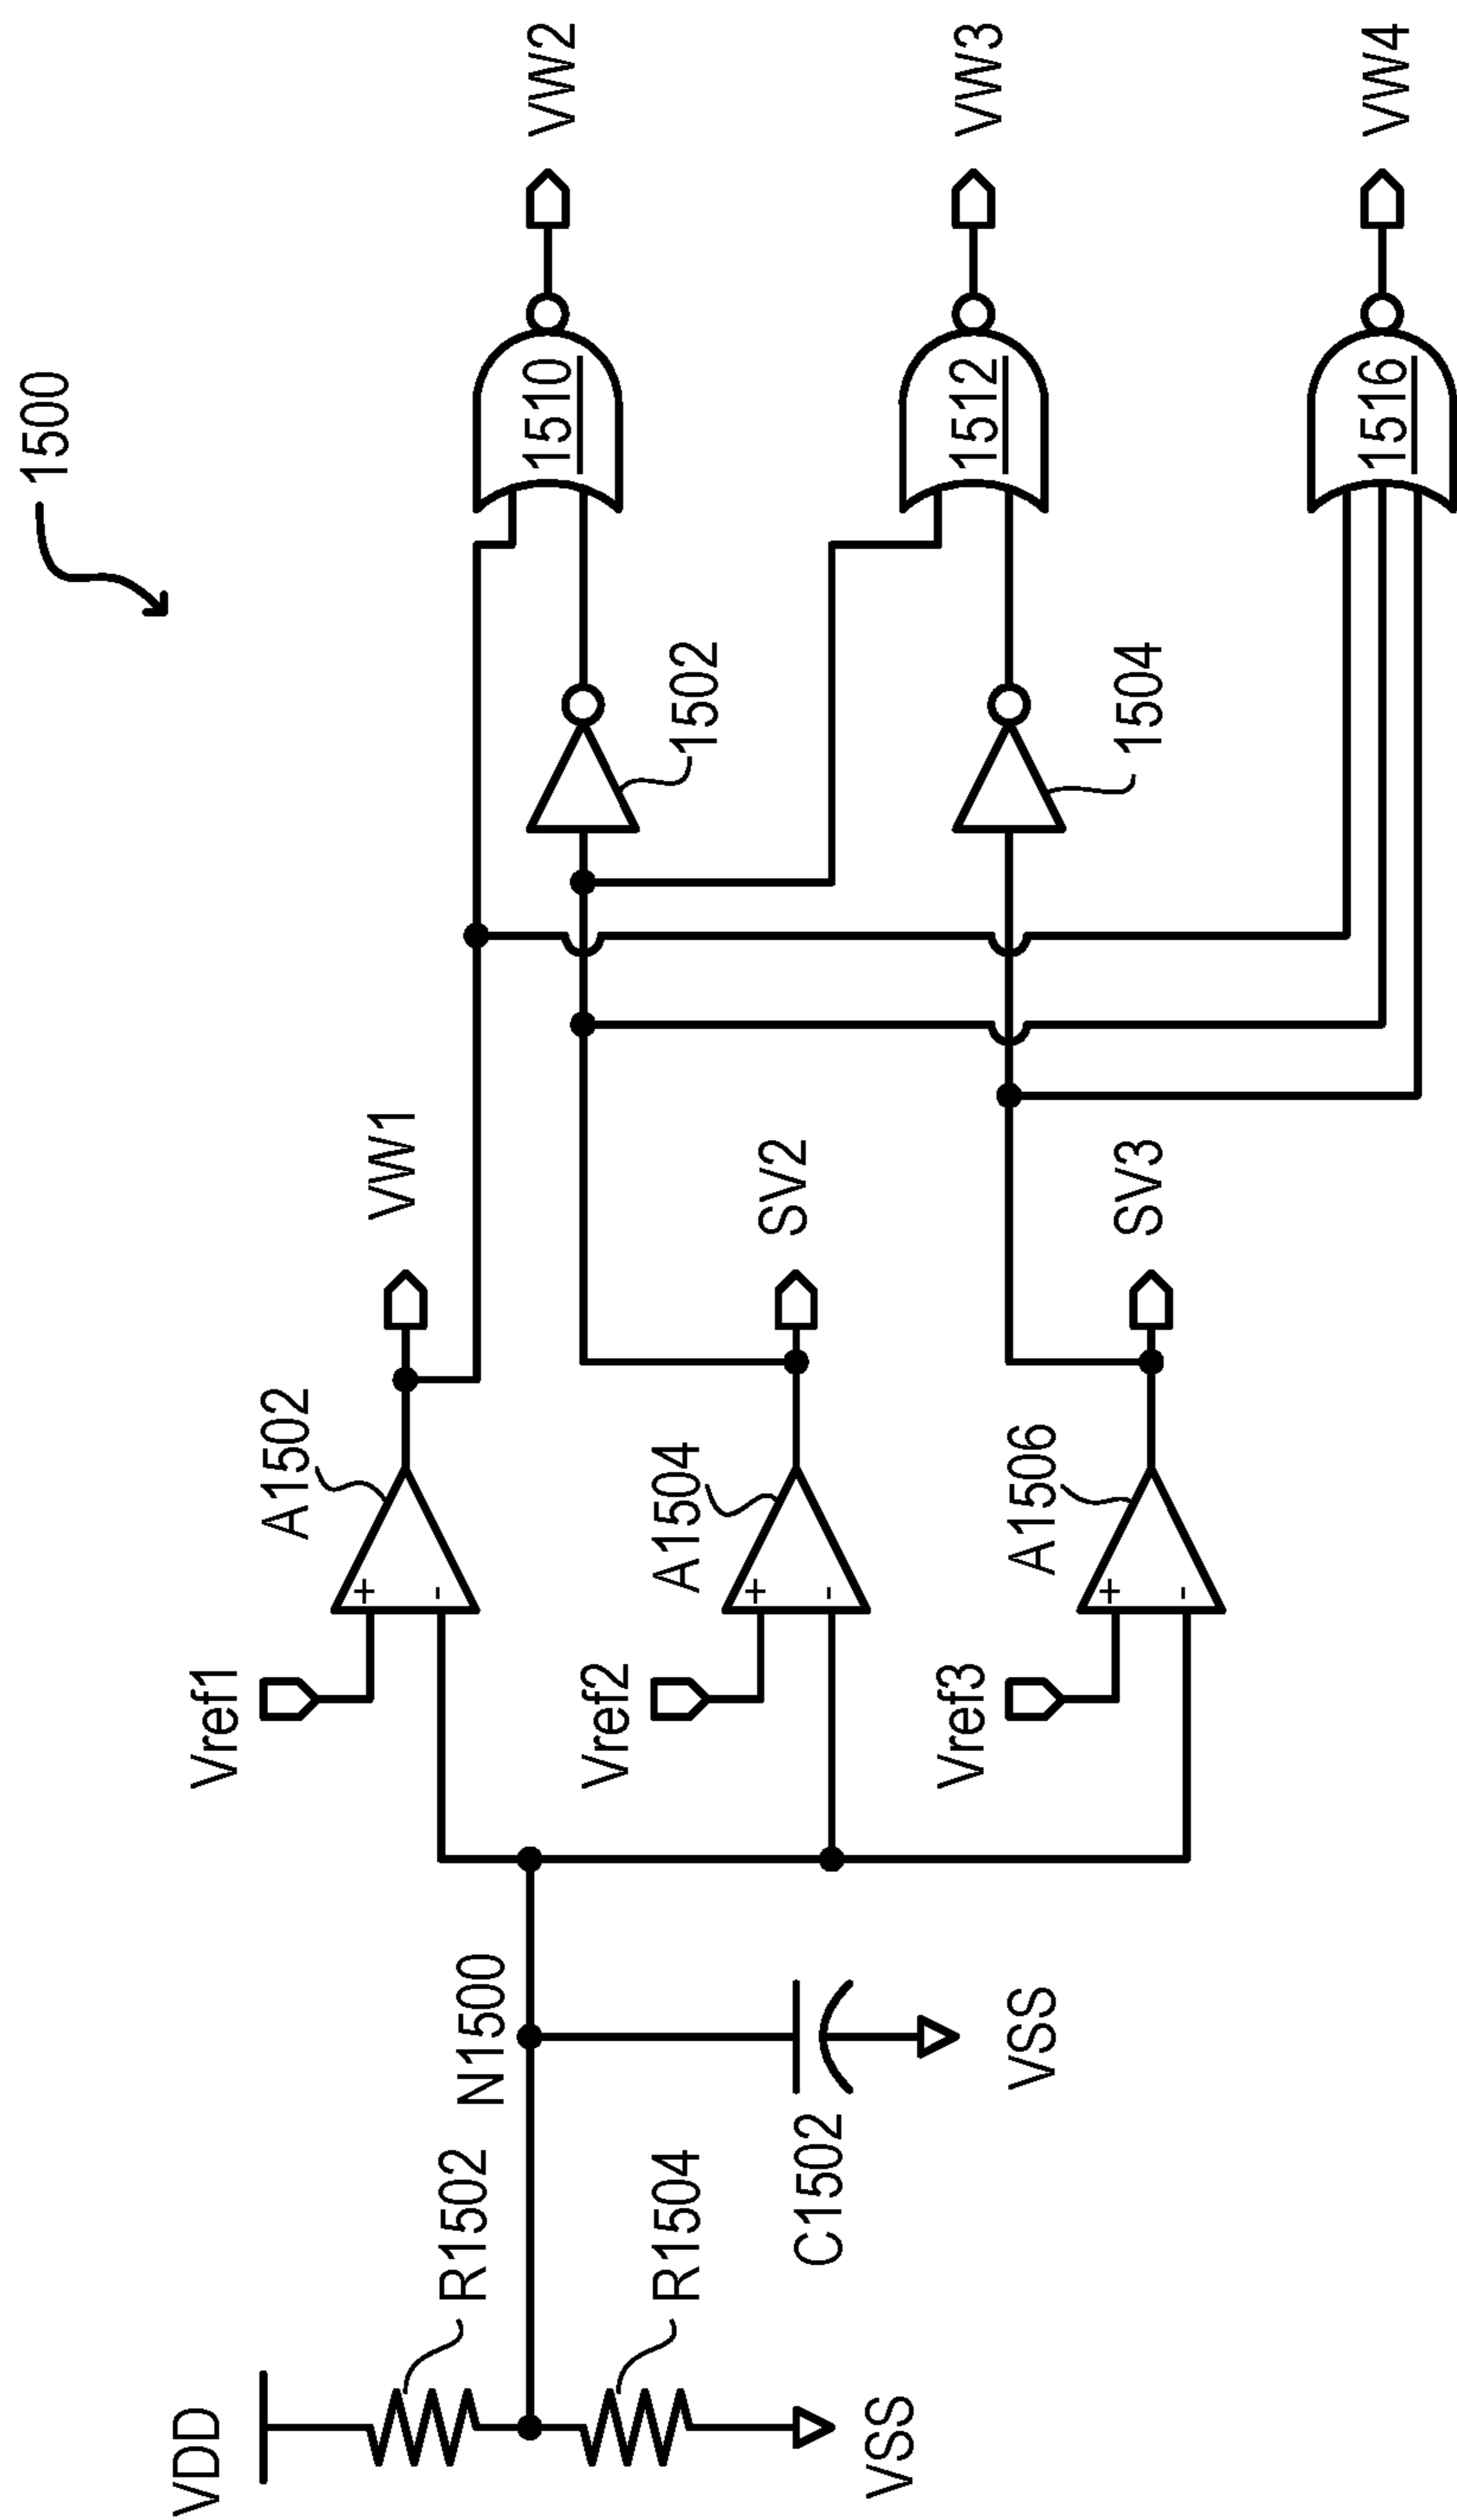 1500
VDD
R1502
R1504
VSS
N1500
C1502
VSS
Vref1
+
-
A1502
VW1
Vref2
+
-
A1504
SV2
Vref3
+
-
A1506
SV3
1502
1504
1510
VW2
1512
VW3
1516
VW4